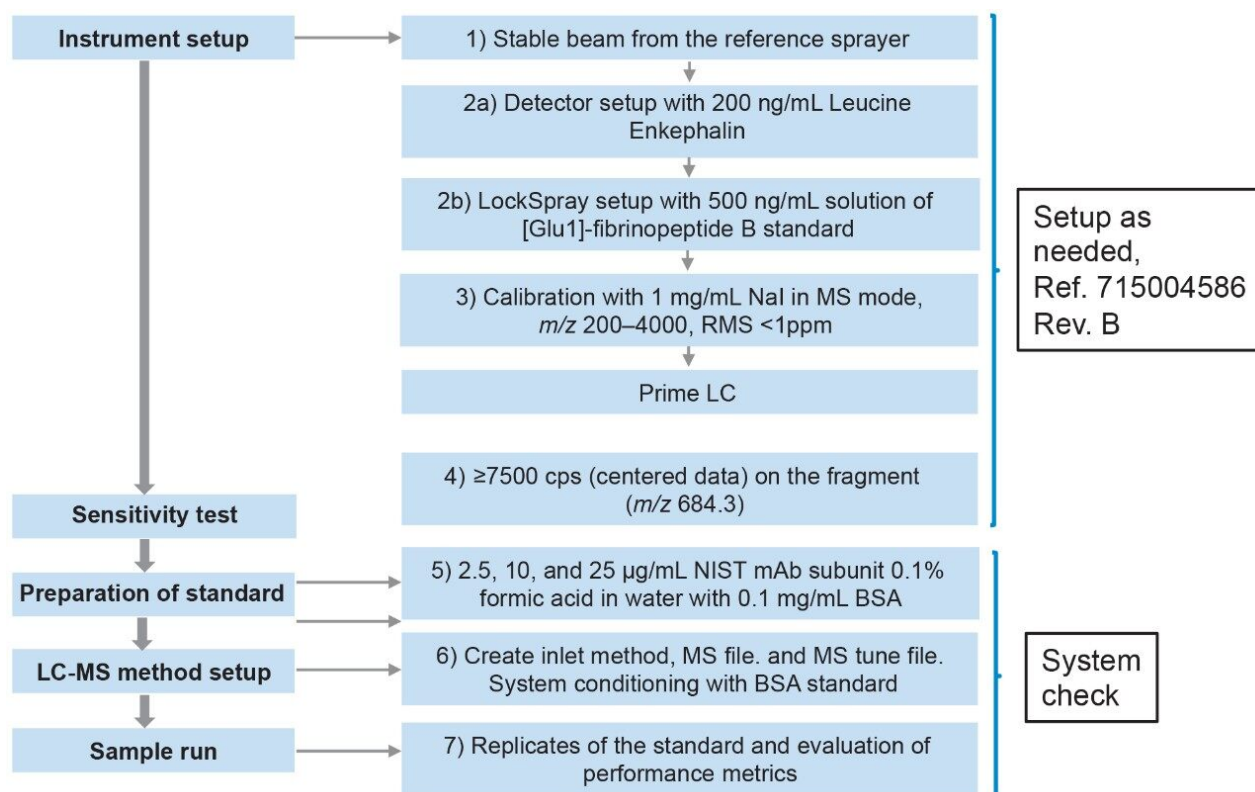 Instrument setup
1) Stable beam from the reference sprayer
2a) Detector setup with 200 ng/mL Leucine
Enkephalin
2b) LockSpray setup with 500 ng/mL solution of
[Glu1]-fibrinopeptide B standard
3) Calibration with 1 mg/mL NaI in MS mode,
m/z 200–4000, RMS <1ppm
Prime LC
4) ≥7500 cps (centered data) on the fragment
(m/z 684.3)
Setup as
needed,
Ref. 715004586
Rev. B
Sensitivity test
Preparation of standard
5) 2.5, 10, and 25 µg/mL NIST mAb subunit 0.1%
formic acid in water with 0.1 mg/mL BSA
LC-MS method setup
6) Create inlet method, MS file. and MS tune file.
System conditioning with BSA standard
Sample run
7) Replicates of the standard and evaluation of
performance metrics
System
check